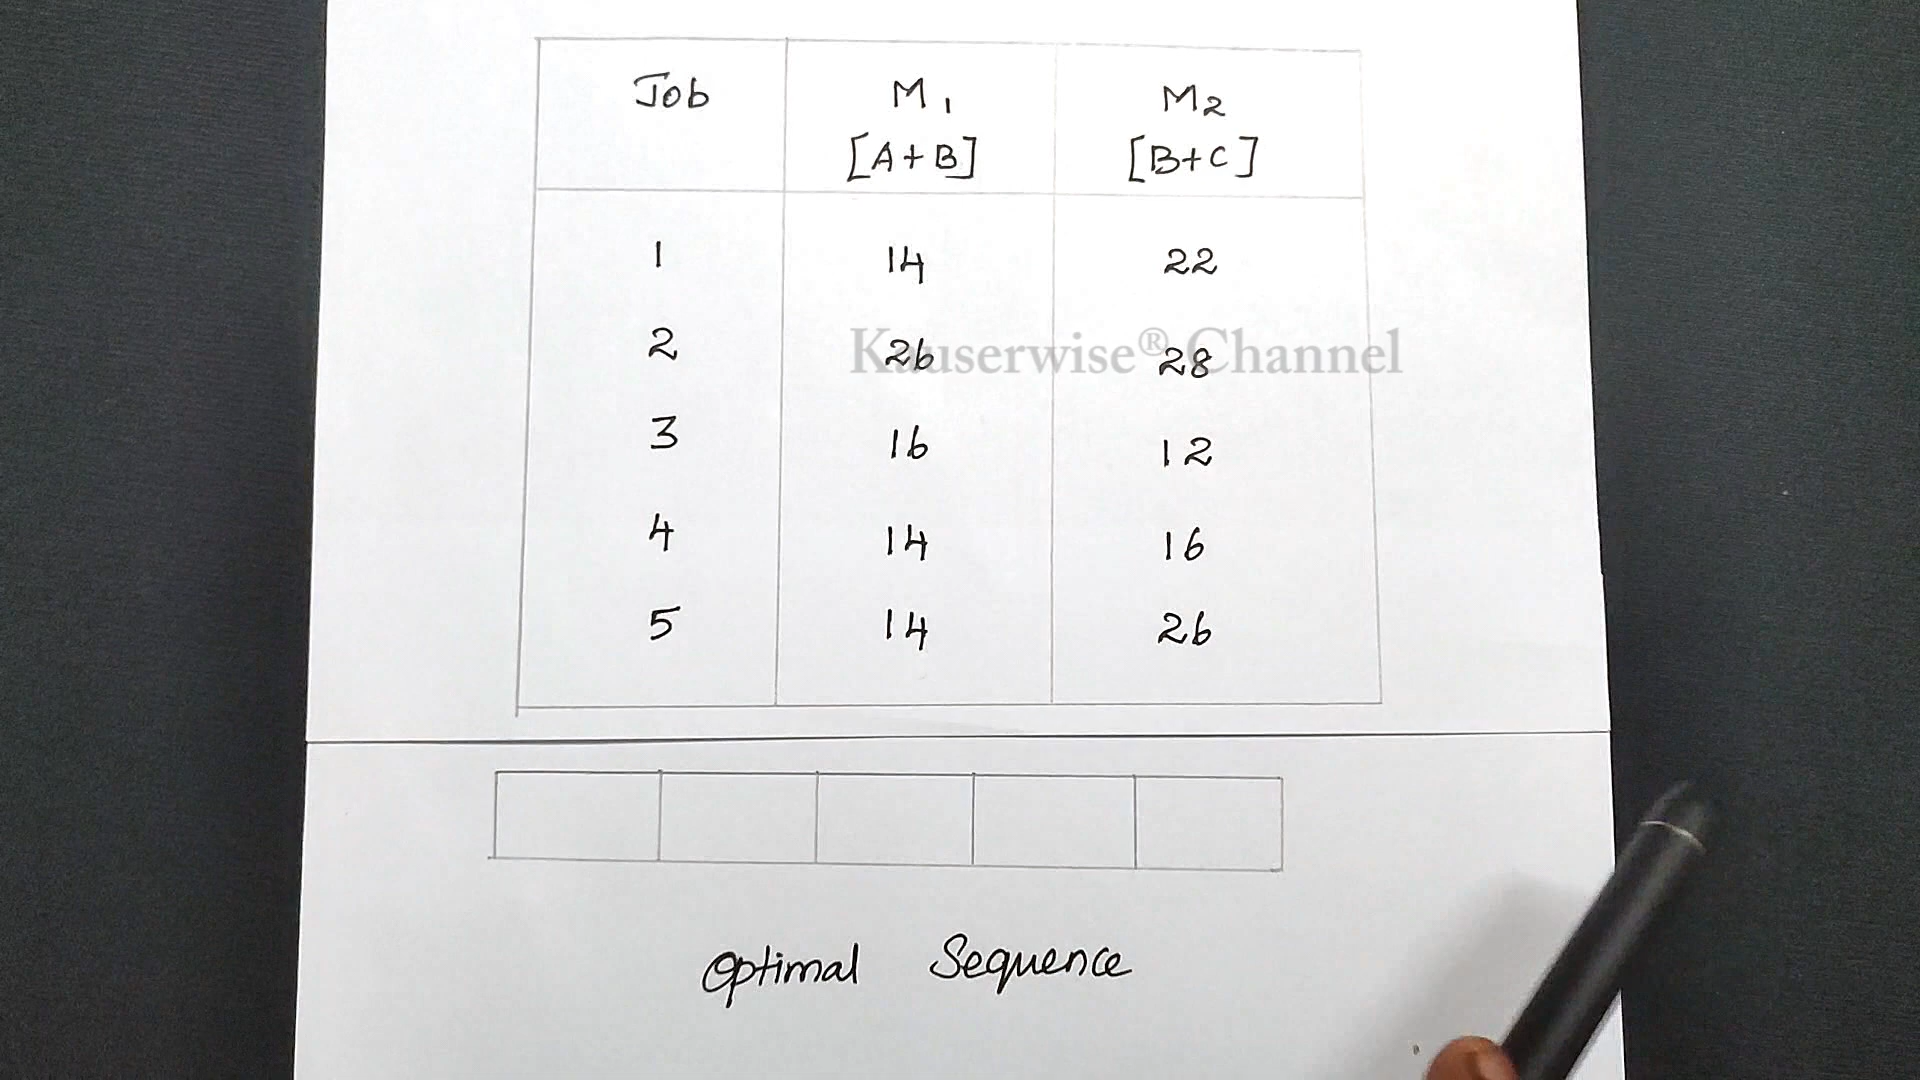 Job M1 M2
[A+B] [B+C]
1 14 22
2 26 28
Kauserwise® Channel
3 16 12
4 14 16
5 14 26
Optimal Sequence